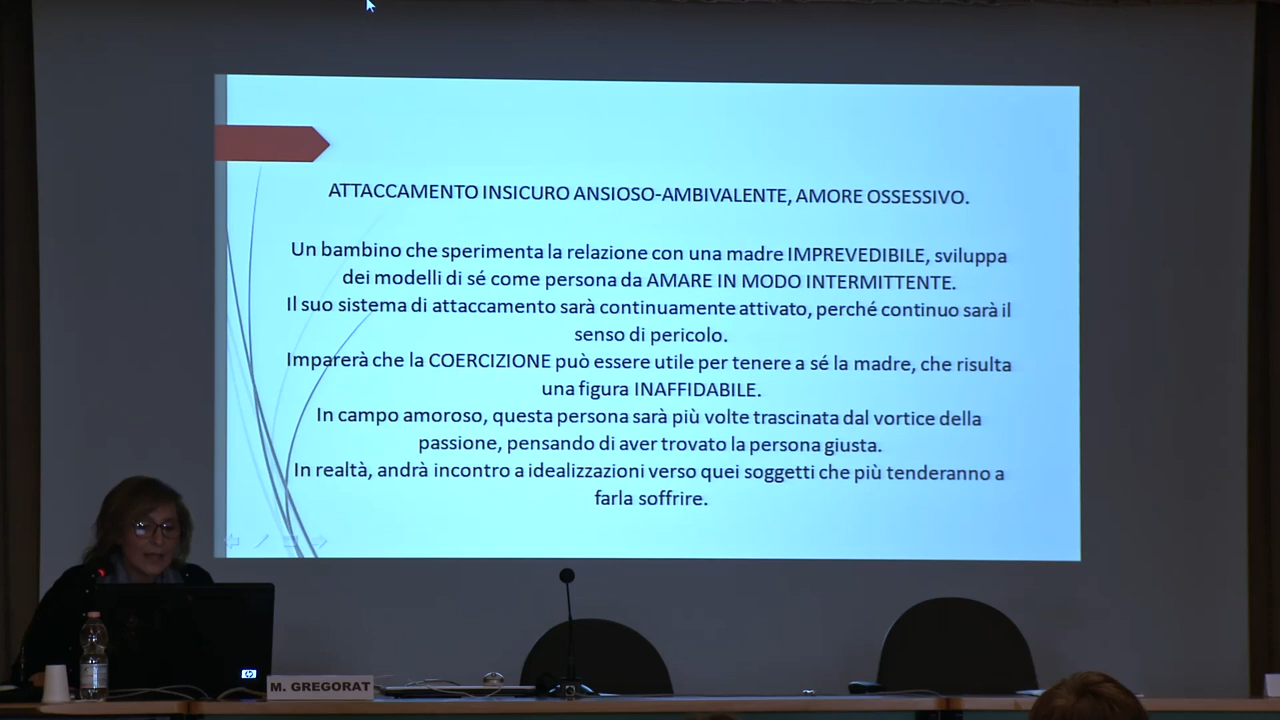 ATTACCAMENTO INSICURO ANSIOSO-AMBIVALENTE, AMORE OSSESSIVO.
Un bambino che sperimenta la relazione con una madre IMPREVEDIBILE, sviluppa
dei modelli di sé come persona da AMARE IN MODO INTERMITTENTE.
Il suo sistema di attaccamento sarà continuamente attivato, perché continuo sarà il
senso di pericolo.
Imparerà che la COERCIZIONE può essere utile per tenere a sé la madre, che risulta
una figura INAFFIDABILE.
In campo amoroso, questa persona sarà più volte trascinata dal vortice della
passione, pensando di aver trovato la persona giusta.
In realtà, andrà incontro a idealizzazioni verso quei soggetti che più tenderanno a
farla soffrire.
hp
M. GREGORAT